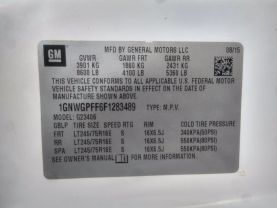 GM
MFD BY GENERAL MOTORS LLC 08/15
GVWR GAWR FRT GAWR RR
3901 KG 1860 KG 2431 KG
8600 LB 4100 LB 5360 LB
THIS VEHICLE CONFORMS TO ALL APPLICABLE U.S. FEDERAL MOTOR
VEHICLE SAFETY STANDARDS IN EFFECT ON THE DATE OF
MANUFACTURE SHOWN ABOVE.
1GNWGPFF6F1283489 TYPE: M.P.V.
MODEL: G23406
TIRE SIZE SPEED RTG RIM COLD TIRE PRESSURE
FRT LT245/75R16E S 16X6.5J 340KPA(50PSI)
RR LT245/75R16E S 16X6.5J 550KPA(80PSI)
SPA LT245/75R16E S 16X6.5J 550KPA(80PSI)
SEE OWNER'S MANUAL FOR MORE INFORMATION.